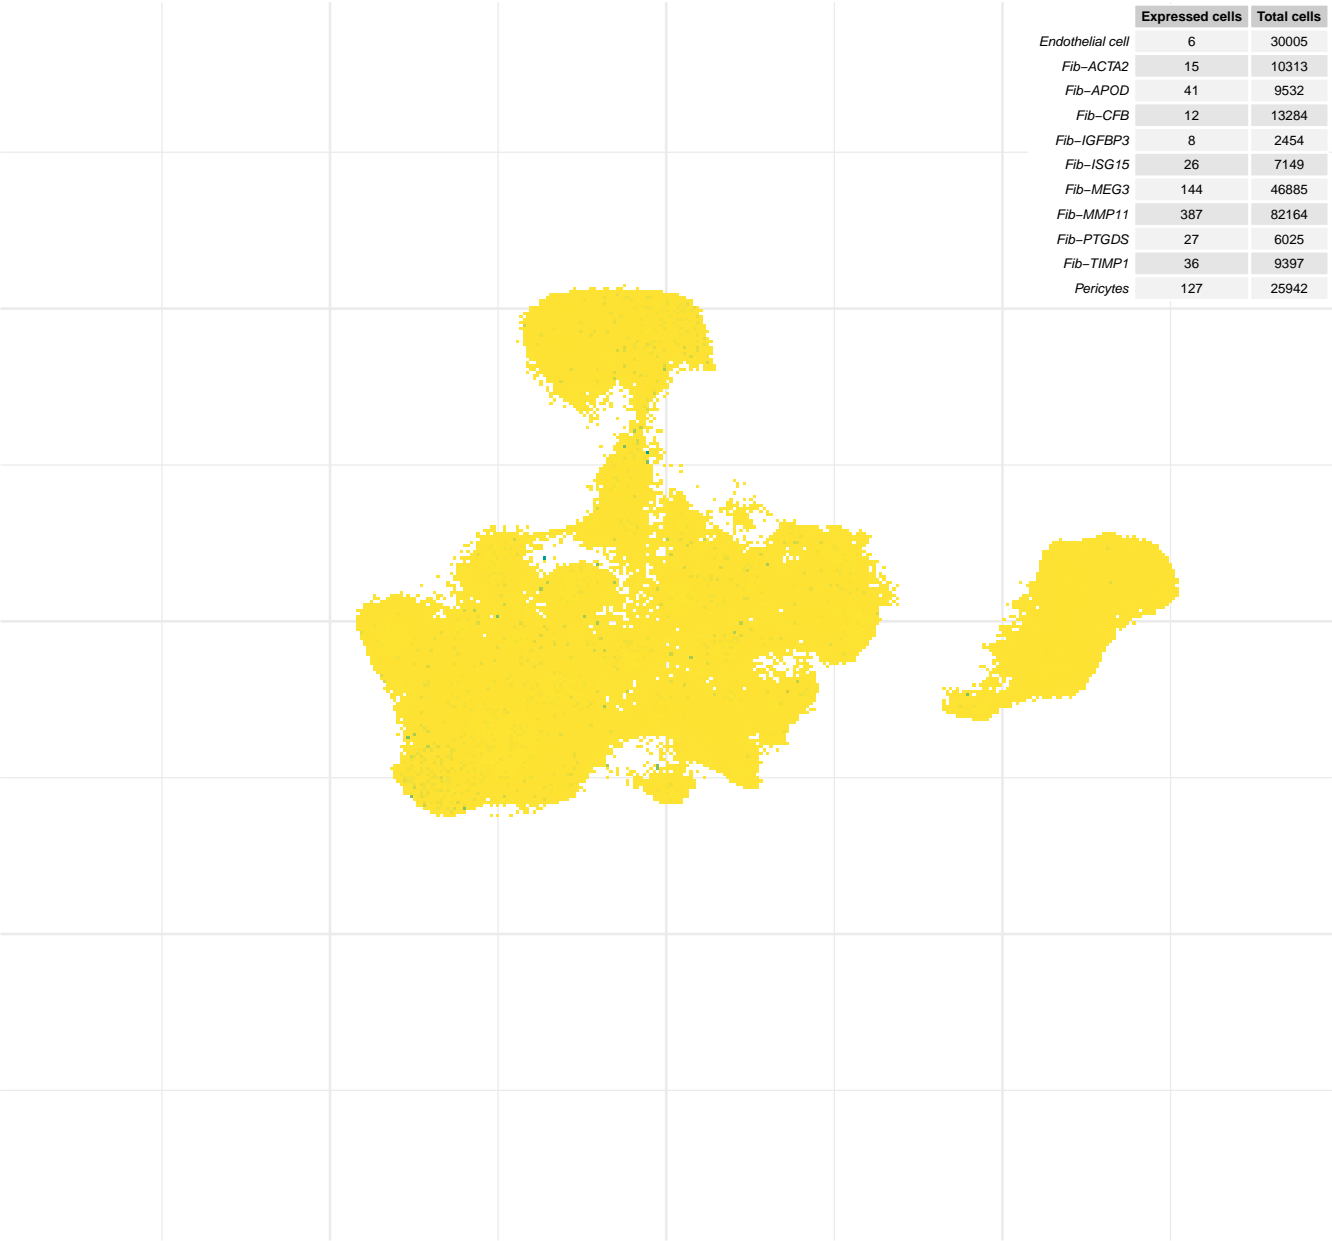 Expressed cells Total cells
Endothelial cell 6 30005
Fib−ACTA2 15 10313
Fib−APOD 41 9532
Fib−CFB 12 13284
Fib−IGFBP3 8 2454
Fib−ISG15 26 7149
Fib−MEG3 144 46885
Fib−MMP11 387 82164
Fib−PTGDS 27 6025
Fib−TIMP1 36 9397
Pericytes 127 25942